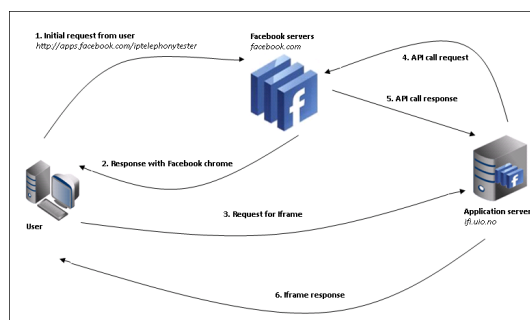 1. Initial request from user
http://apps.facebook.com/iptelephonytester
Facebook servers
facebook.com
4. API call request
5. API call response
2. Response with Facebook chrome
3. Request for Iframe
User
Application server
ifi.uio.no
6. Iframe response